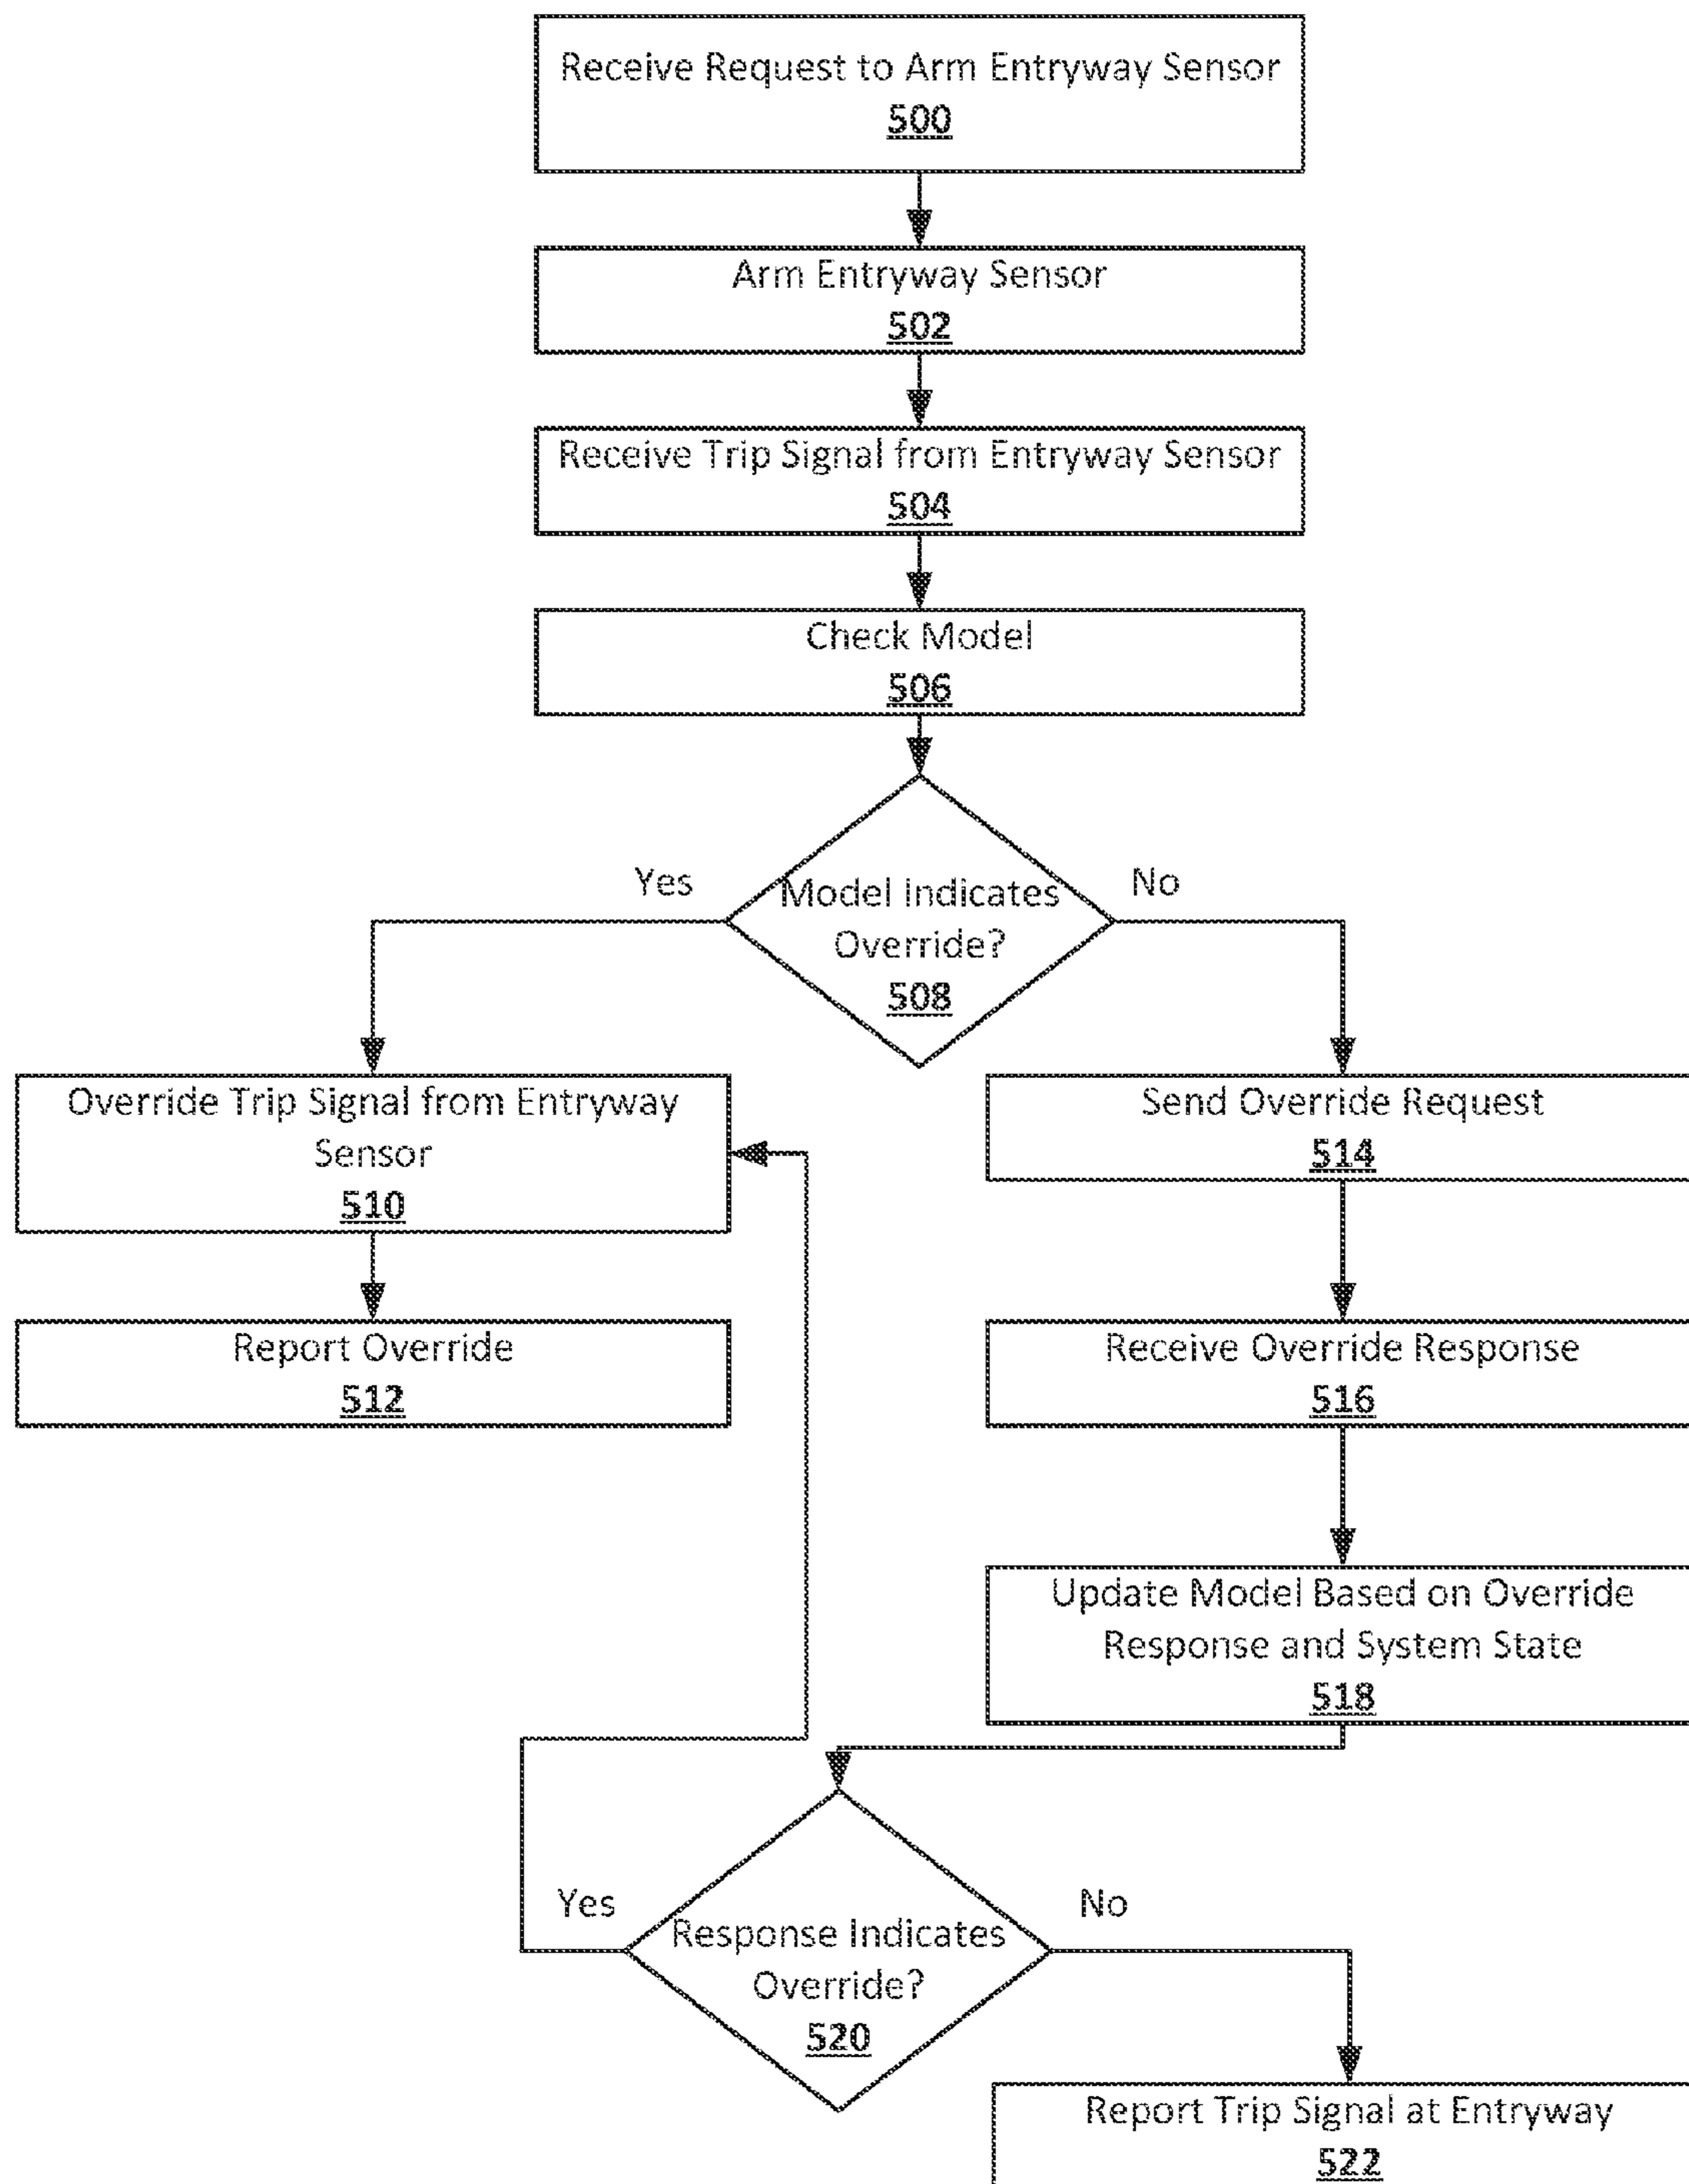 Receive Request to Arm Entryway Sensor
500
Arm Entryway Sensor
502
Receive Trip Signal from Entryway Sensor
504
Check Model
506
Yes
No
Model Indicates
Override?
508
Override Trip Signal from Entryway
Sensor
510
Send Override Request
514
Report Override
512
Receive Override Response
516
Update Model Based on Override
Response and System State
518
Yes
No
Response Indicates
Override?
520
Report Trip Signal at Entryway
522